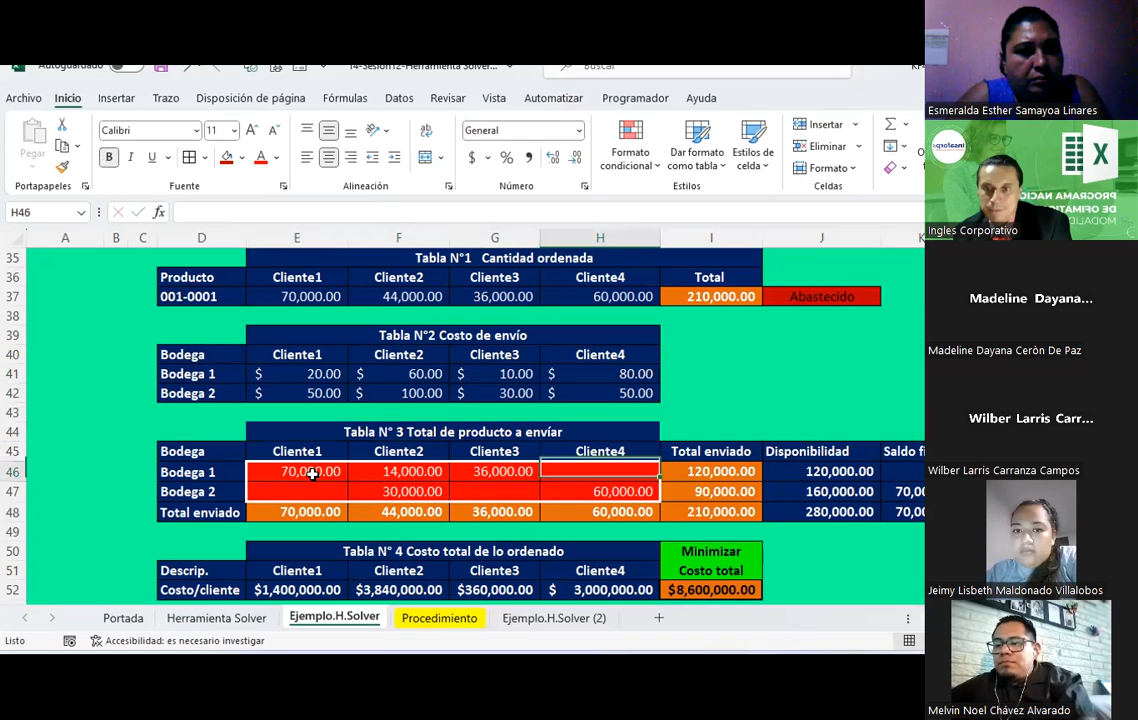 Autoguardado
14-Sesion12-Herramienta Solver...
Buscar
Archivo Inicio Insertar Trazo Disposición de página Fórmulas Datos Revisar Vista Automatizar Programador Ayuda
Pegar
Calibri 11
N K S
General
$ % 
Formato condicional
Dar formato como tabla
Estilos de celda
Insertar
Eliminar
Formato
Portapapeles Fuente Alineación Número Estilos Celdas
H46 fx
A B C D E F G H I J K
35 Tabla N°1 Cantidad ordenada
36 Producto Cliente1 Cliente2 Cliente3 Cliente4 Total
37 001-0001 70,000.00 44,000.00 36,000.00 60,000.00 210,000.00 Abastecido
38
39 Tabla N°2 Costo de envío
40 Bodega Cliente1 Cliente2 Cliente3 Cliente4
41 Bodega 1 $ 20.00 $ 60.00 $ 10.00 $ 80.00
42 Bodega 2 $ 50.00 $ 100.00 $ 30.00 $ 50.00
43
44 Tabla N° 3 Total de producto a envíar
45 Bodega Cliente1 Cliente2 Cliente3 Cliente4 Total enviado Disponibilidad Saldo fi
46 Bodega 1 70,000.00 14,000.00 36,000.00 120,000.00 120,000.00
47 Bodega 2 30,000.00 60,000.00 90,000.00 160,000.00 70,0
48 Total enviado 70,000.00 44,000.00 36,000.00 60,000.00 210,000.00 280,000.00 70,0
49
50 Tabla N° 4 Costo total de lo ordenado Minimizar
51 Descrip. Cliente1 Cliente2 Cliente3 Cliente4 Costo total
52 Costo/cliente $1,400,000.00 $3,840,000.00 $360,000.00 $ 3,000,000.00 $8,600,000.00
Portada Herramienta Solver Ejemplo.H.Solver Procedimiento Ejemplo.H.Solver (2)
Listo Accesibilidad: es necesario investigar
Esmeralda Esther Samayoa Linares
PROGRAMA NACIO
DE OFIMATIC
MODALID
Ingles Corporativo
Madeline Dayana...
Madeline Dayana Ceròn De Paz
Wilber Larris Carr...
Wilber Larris Carranza Campos
Jeimy Lisbeth Maldonado Villalobos
Melvin Noel Chávez Alvarado